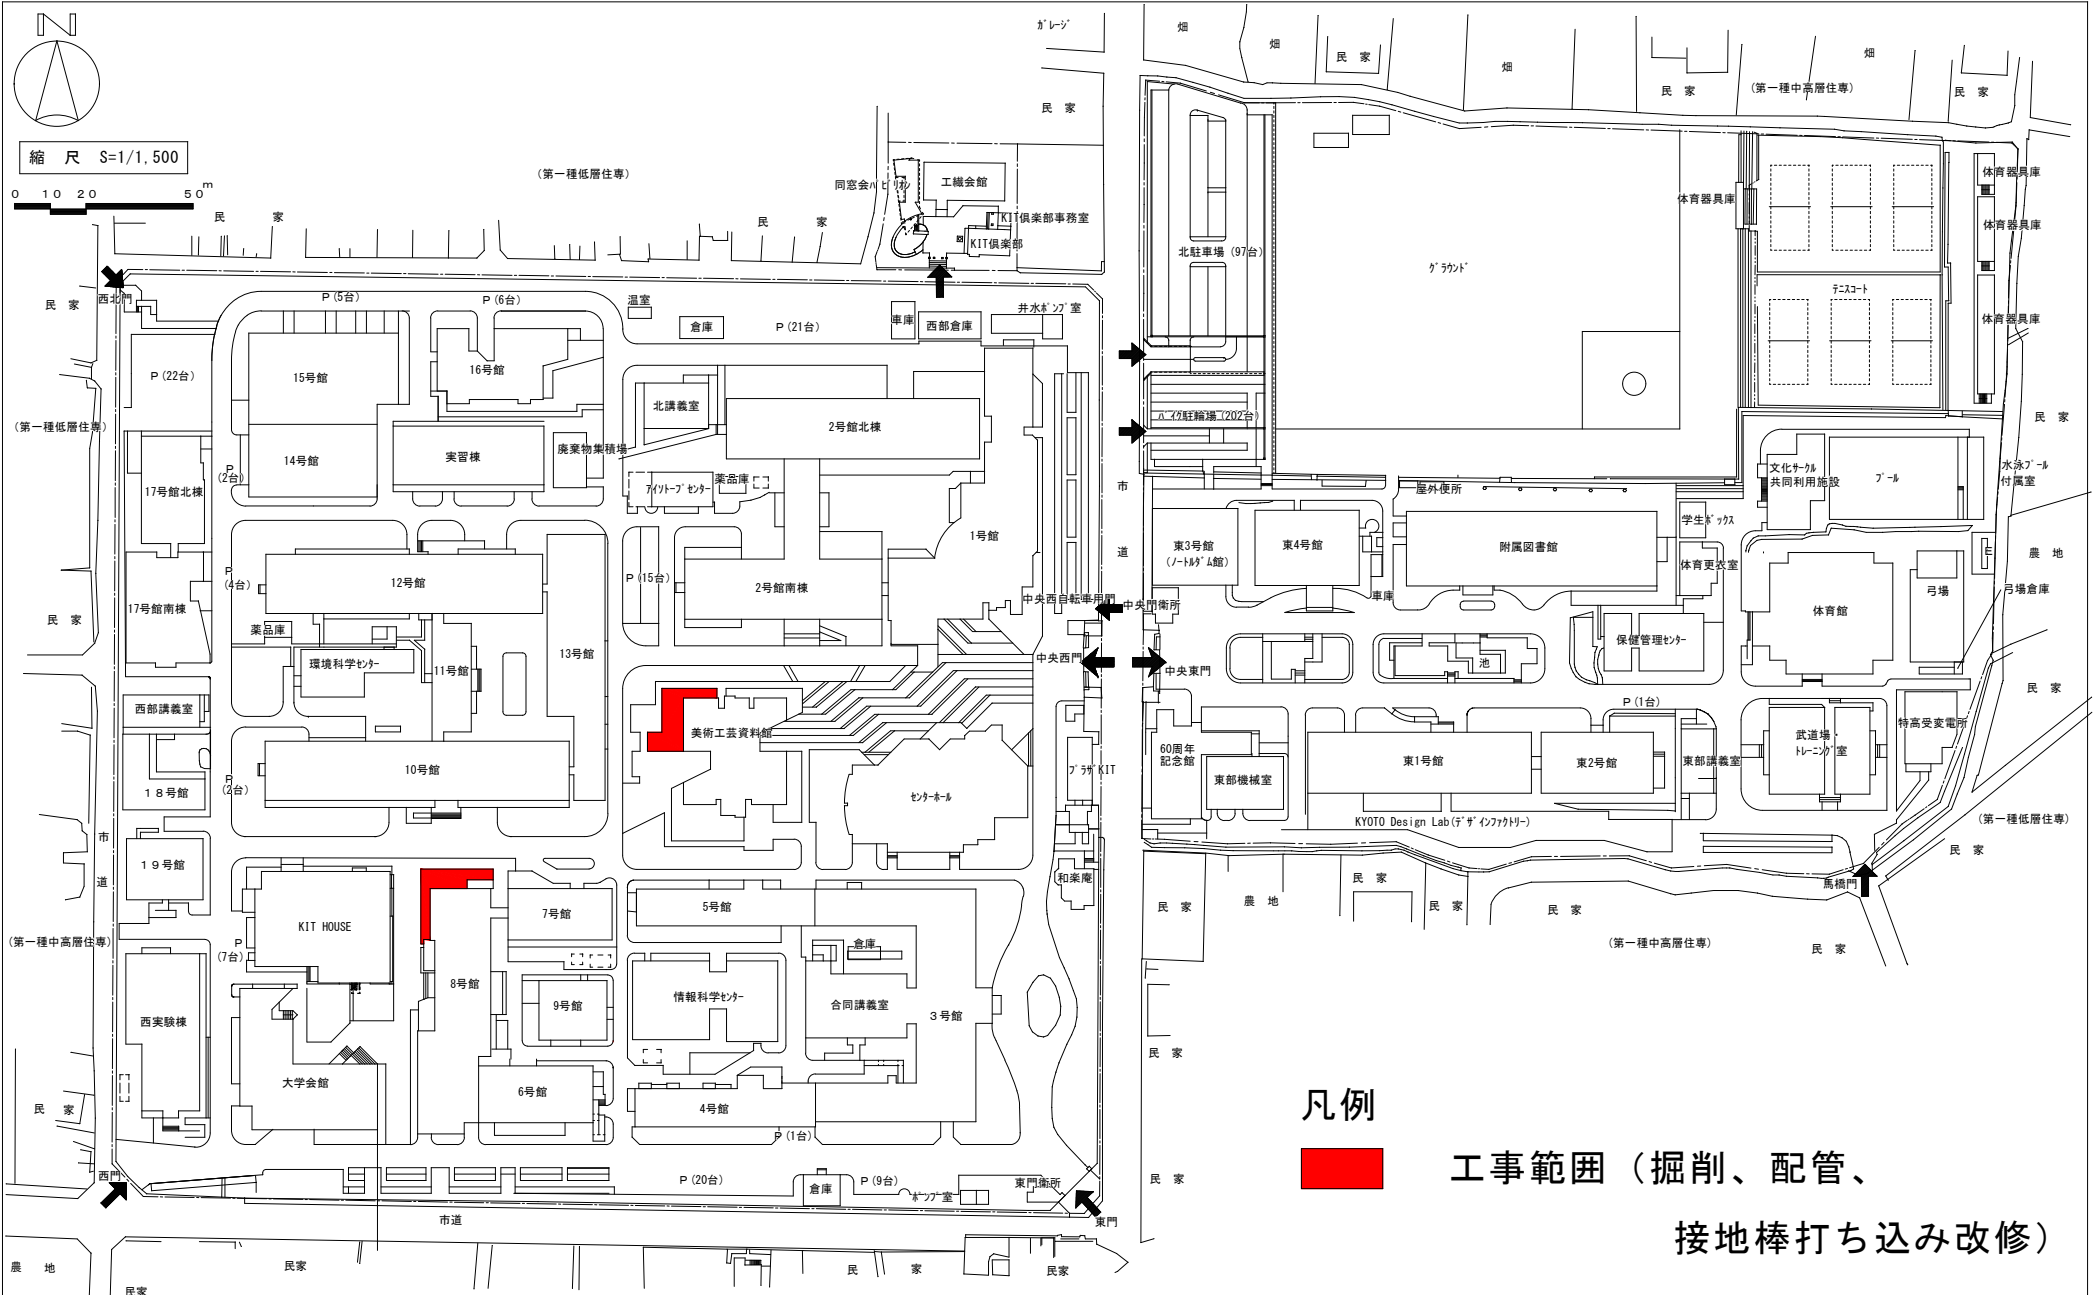 N
縮 尺 S=1/1,500
0 10 20 50m
ｶﾞﾚｰｼﾞ
畑
畑
民 家
畑
畑
民 家
(第一種中高層住専)
民 家
民 家
(第一種低層住専)
同窓会ﾊﾟﾋﾞﾘｵﾝ
工繊会館
KIT倶楽部事務室
KIT倶楽部
民 家
民 家
北駐車場(97台)
ｸﾞﾗｳﾝﾄﾞ
体育器具庫
体育器具庫
体育器具庫
体育器具庫
ﾃﾆｽｺｰﾄ
民 家
西北門
P(5台)
P(6台)
温室
倉庫
P(21台)
車庫
西部倉庫
井水ﾎﾟﾝﾌﾟ室
P(22台)
15号館
16号館
北講義室
2号館北棟
ﾊﾞｲｸ駐輪場(202台)
民 家
(第一種低層住専)
14号館
実習棟
廃棄物集積場
17号館北棟
P
(2台)
ｱｲｿﾄｰﾌﾟｾﾝﾀｰ
薬品庫
1号館
市
道
屋外便所
文化ｻｰｸﾙ
共同利用施設
ﾌﾟｰﾙ
水泳ﾌﾟｰﾙ
付属室
東3号館
(ﾉｰﾄﾙﾀﾞﾑ館)
東4号館
附属図書館
学生ﾎﾞｯｸｽ
体育更衣室
E
農 地
17号館南棟
P
(4台)
12号館
P(15台)
2号館南棟
中央西自転車用門
中央門衛所
車庫
体育館
弓場
弓場倉庫
民 家
薬品庫
環境科学ｾﾝﾀｰ
11号館
13号館
中央西門
中央東門
池
保健管理ｾﾝﾀｰ
民 家
西部講義室
P(1台)
美術工芸資料館
60周年
記念館
東部機械室
東1号館
東2号館
東部講義室
武道場・
ﾄﾚｰﾆﾝｸﾞ室
特高受変電所
18号館
P
(2台)
10号館
ｾﾝﾀｰﾎｰﾙ
ﾌﾟﾗｻﾞKIT
KYOTO Design Lab(ﾃﾞｻﾞｲﾝﾌｧｸﾄﾘｰ)
(第一種低層住専)
民 家
市
道
19号館
和楽庵
馬橋門
民 家
農 地
民 家
民 家
民 家
KIT HOUSE
7号館
5号館
(第一種中高層住専)
P
(7台)
倉庫
(第一種中高層住専)
民 家
8号館
9号館
情報科学ｾﾝﾀｰ
合同講義室
3号館
西実験棟
大学会館
6号館
4号館
民 家
民 家
P(1台)
民 家
西門
P(20台)
倉庫
P(9台)
ﾎﾟﾝﾌﾟ室
東門衛所
東門
市道
農 地
民家
民家
民 家
民家
凡例
工事範囲（掘削、配管、
接地棒打ち込み改修）